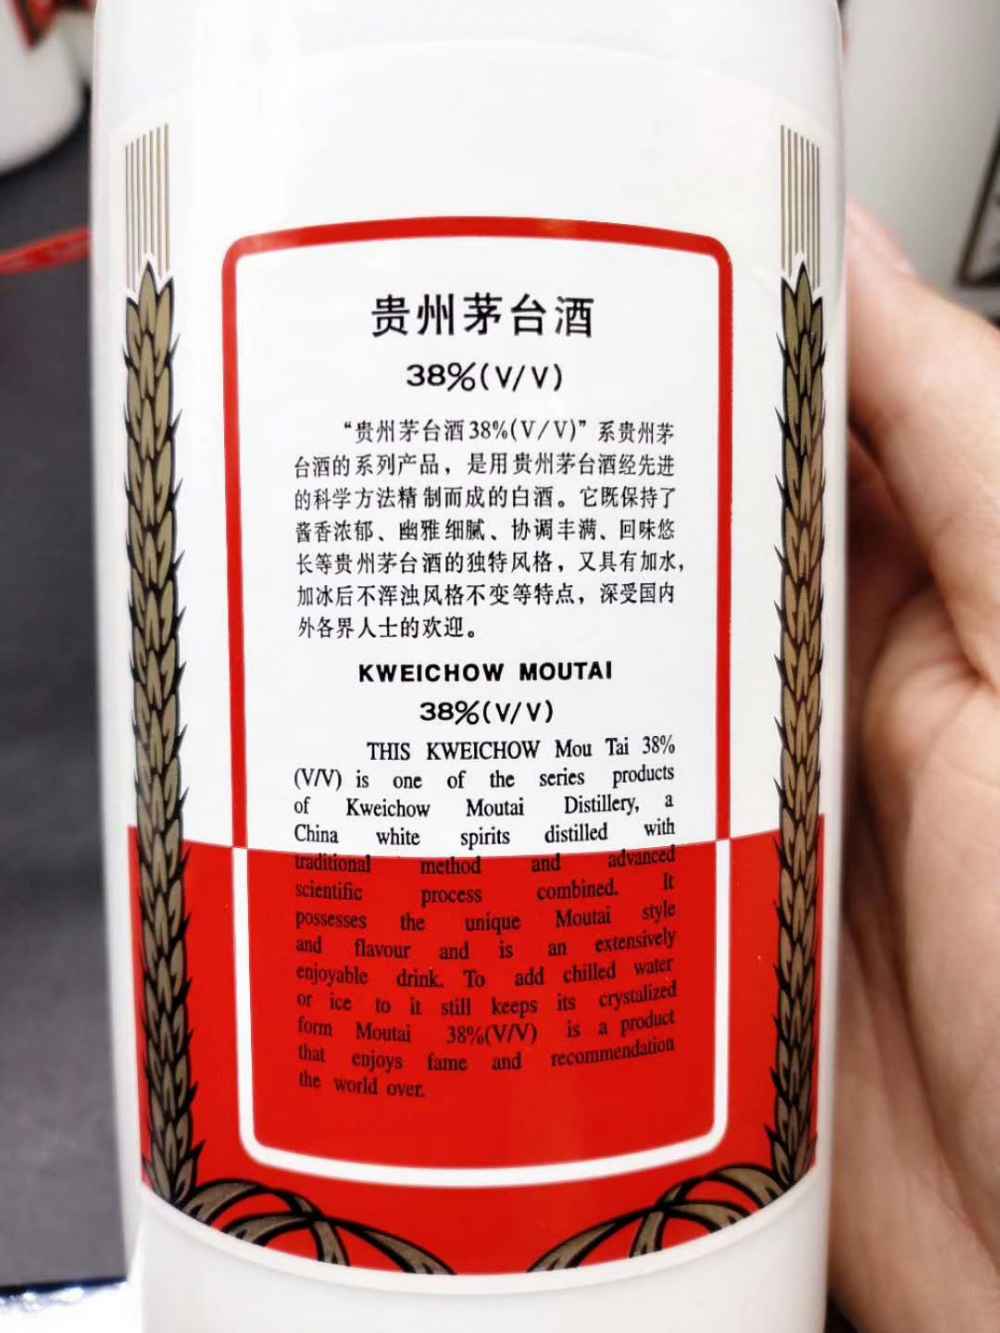 贵州茅台酒
38%(V/V)
“贵州茅台酒38%(V/V)”系贵州茅
台酒的系列产品，是用贵州茅台酒经先进
的科学方法精制而成的白酒。它既保持了
酱香浓郁、幽雅细腻、协调丰满、回味悠
长等贵州茅台酒的独特风格，又具有加水，
加冰后不浑浊风格不变等特点，深受国内
外各界人士的欢迎。
KWEICHOW MOUTAI
38%(V/V)
THIS KWEICHOW Mou Tai 38%
(V/V) is one of the series products
of Kweichow Moutai Distillery, a
China white spirits distilled with
traditional method and advanced
scientific process combined. It
possesses the unique Moutai style
and flavour and is an extensively
enjoyable drink. To add chilled water
or ice to it still keeps its crystalized
form Moutai 38%(V/V) is a product
that enjoys fame and recommendation
the world over.